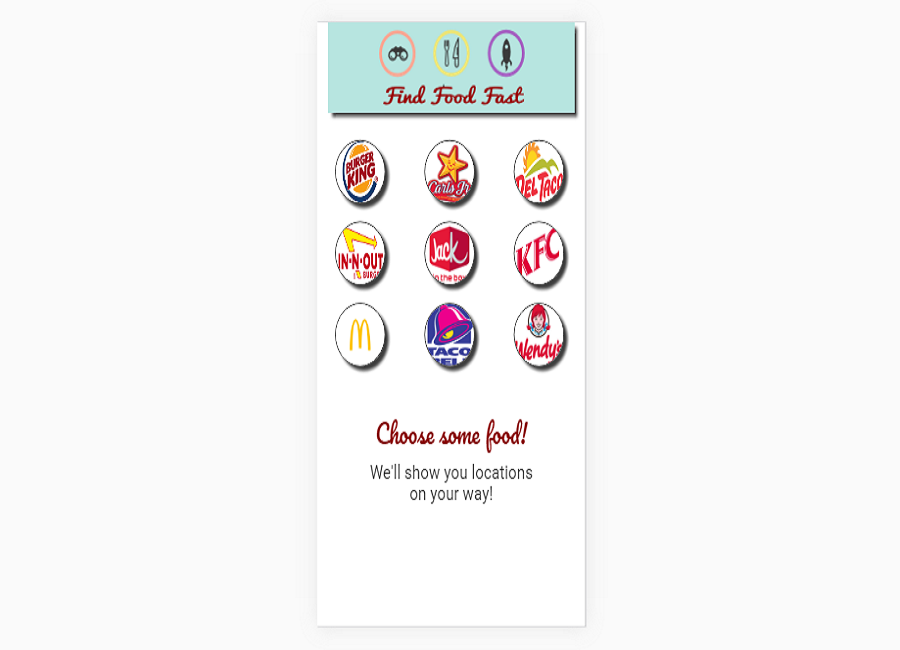 Find Food Fast
BURGER
KING
Carl's Jr
DEL TACO
IN-N-OUT
BURGE
Jack
in the box
KFC
TACO
BELL
Wendy's
Choose some food!
We'll show you locations
on your way!